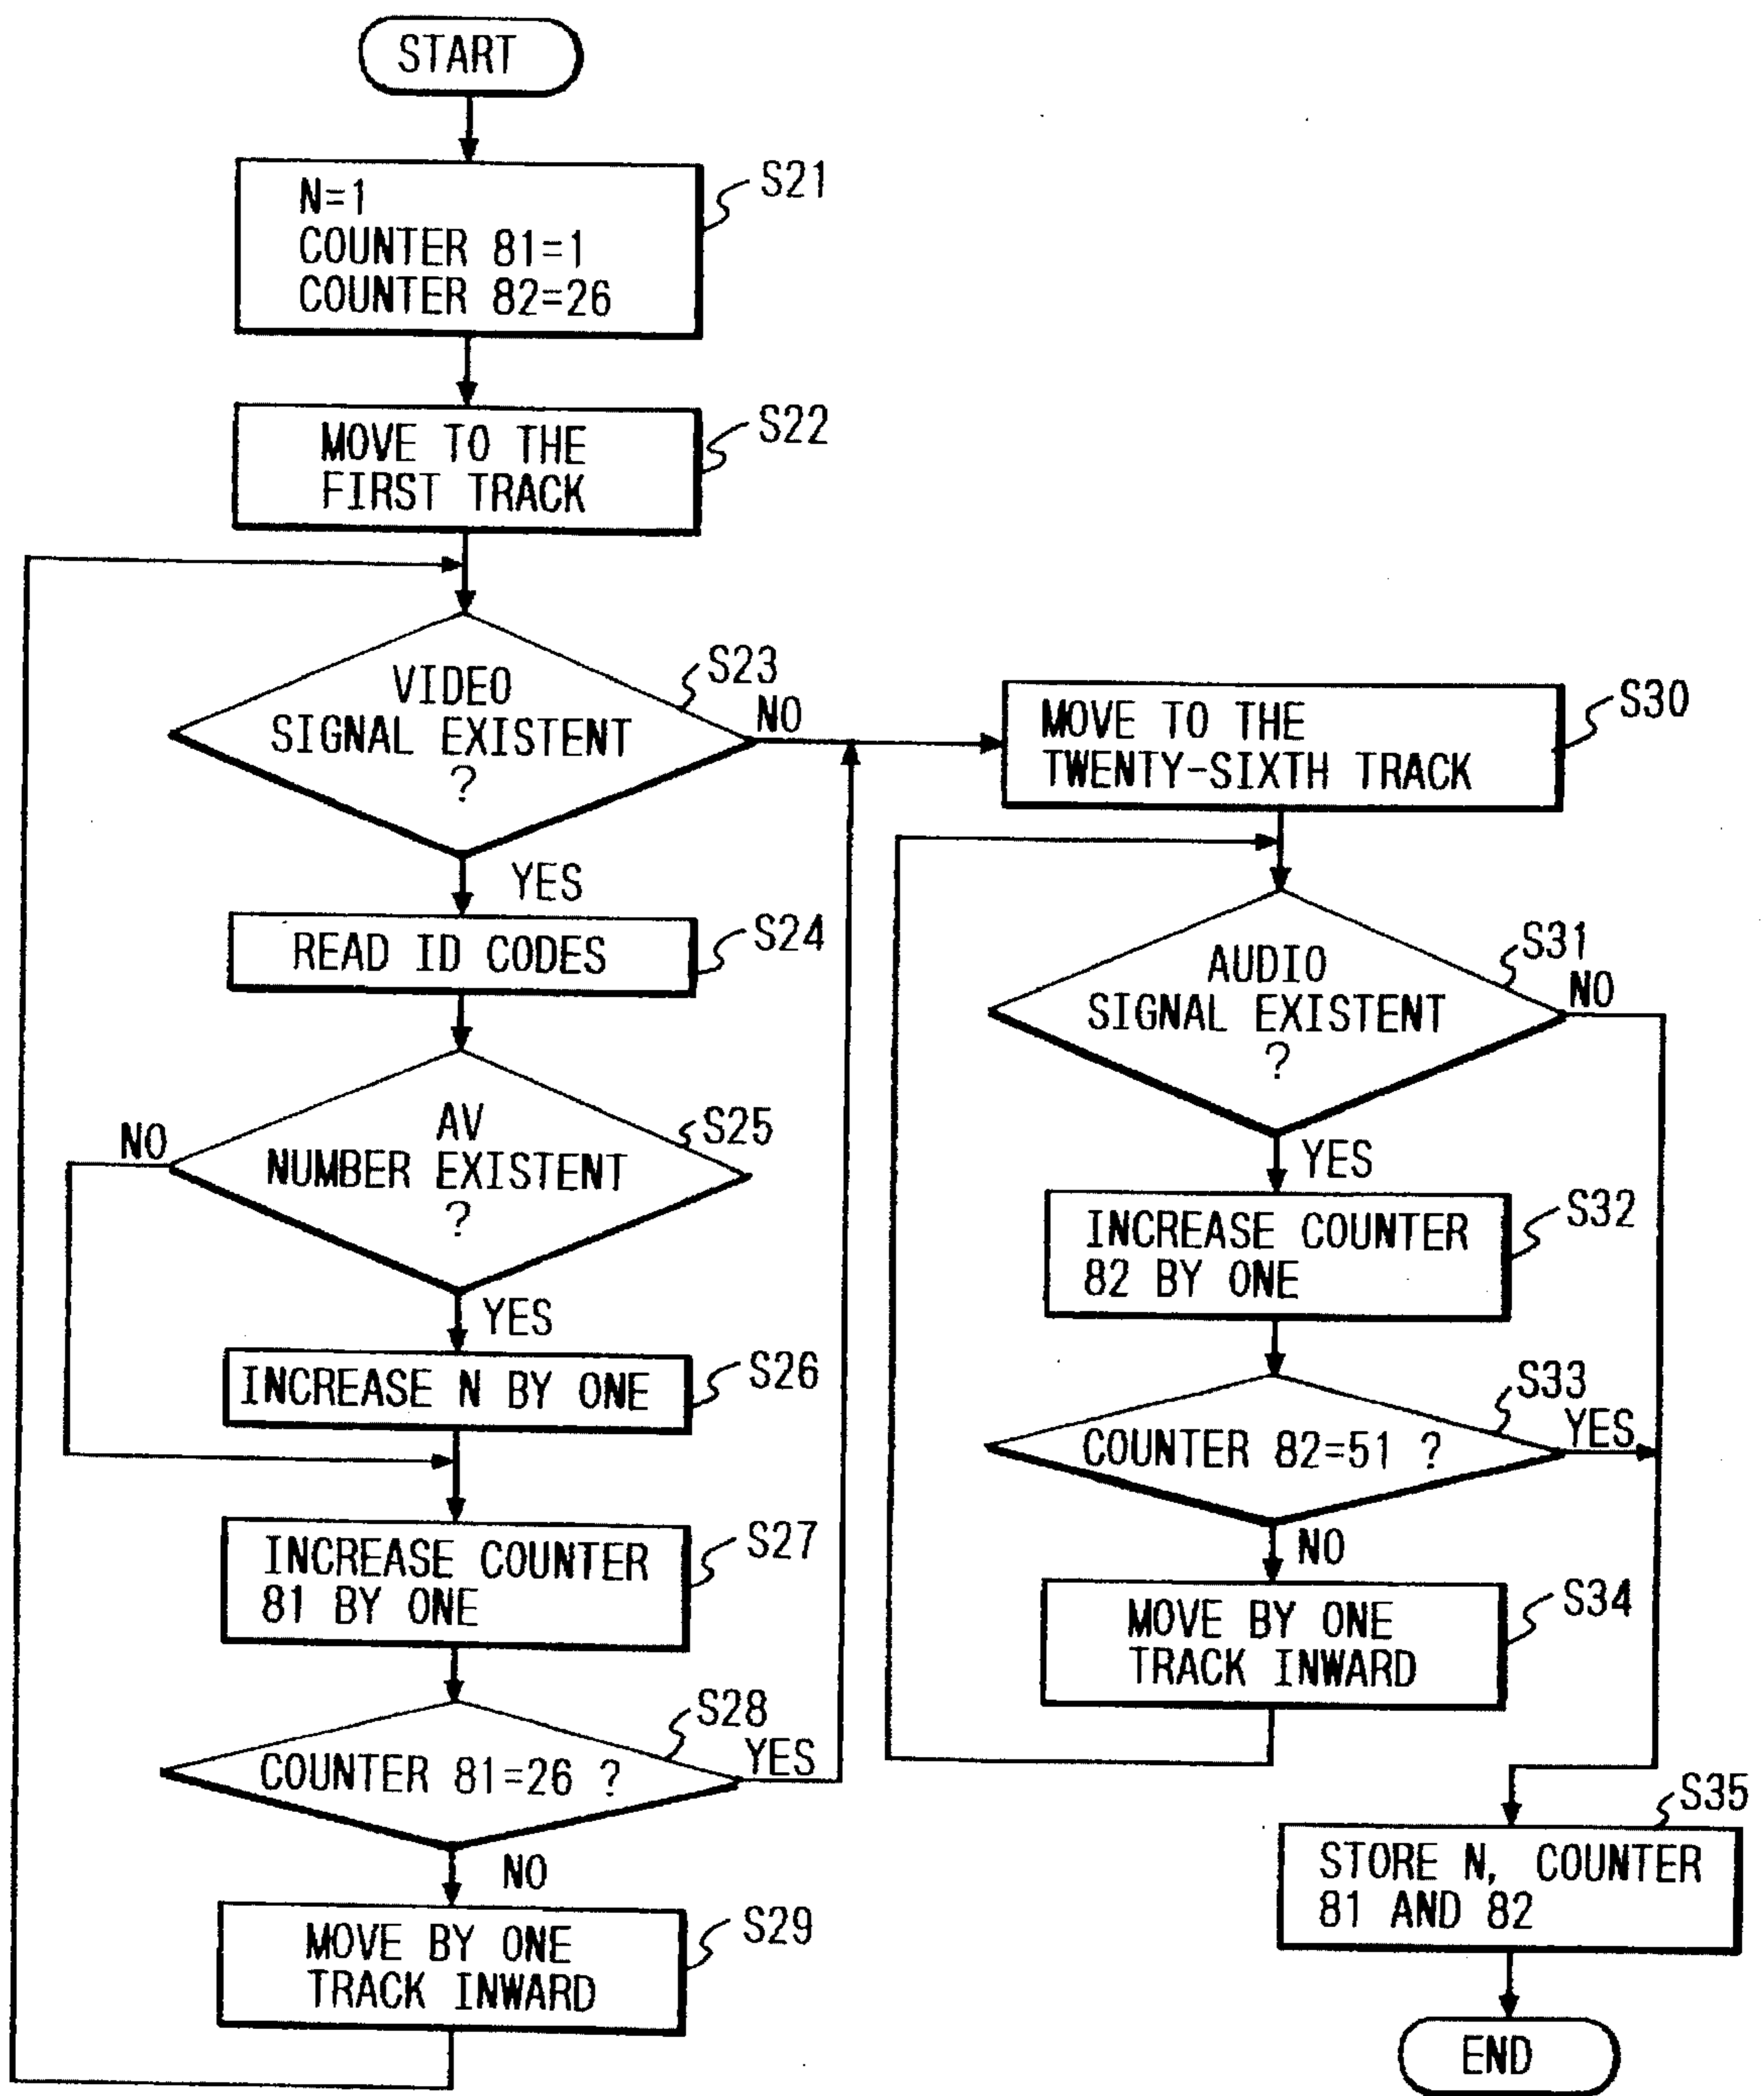 START
S21
N=1
COUNTER 81=1
COUNTER 82=26
S22
MOVE TO THE
FIRST TRACK
S23
VIDEO
SIGNAL EXISTENT
?
NO
YES
S24
READ ID CODES
S25
AV
NUMBER EXISTENT
?
NO
YES
S26
INCREASE N BY ONE
S27
INCREASE COUNTER
81 BY ONE
S28
COUNTER 81=26 ?
YES
NO
S29
MOVE BY ONE
TRACK INWARD
S30
MOVE TO THE
TWENTY-SIXTH TRACK
S31
AUDIO
SIGNAL EXISTENT
?
NO
YES
S32
INCREASE COUNTER
82 BY ONE
S33
COUNTER 82=51 ?
YES
NO
S34
MOVE BY ONE
TRACK INWARD
S35
STORE N, COUNTER
81 AND 82
END